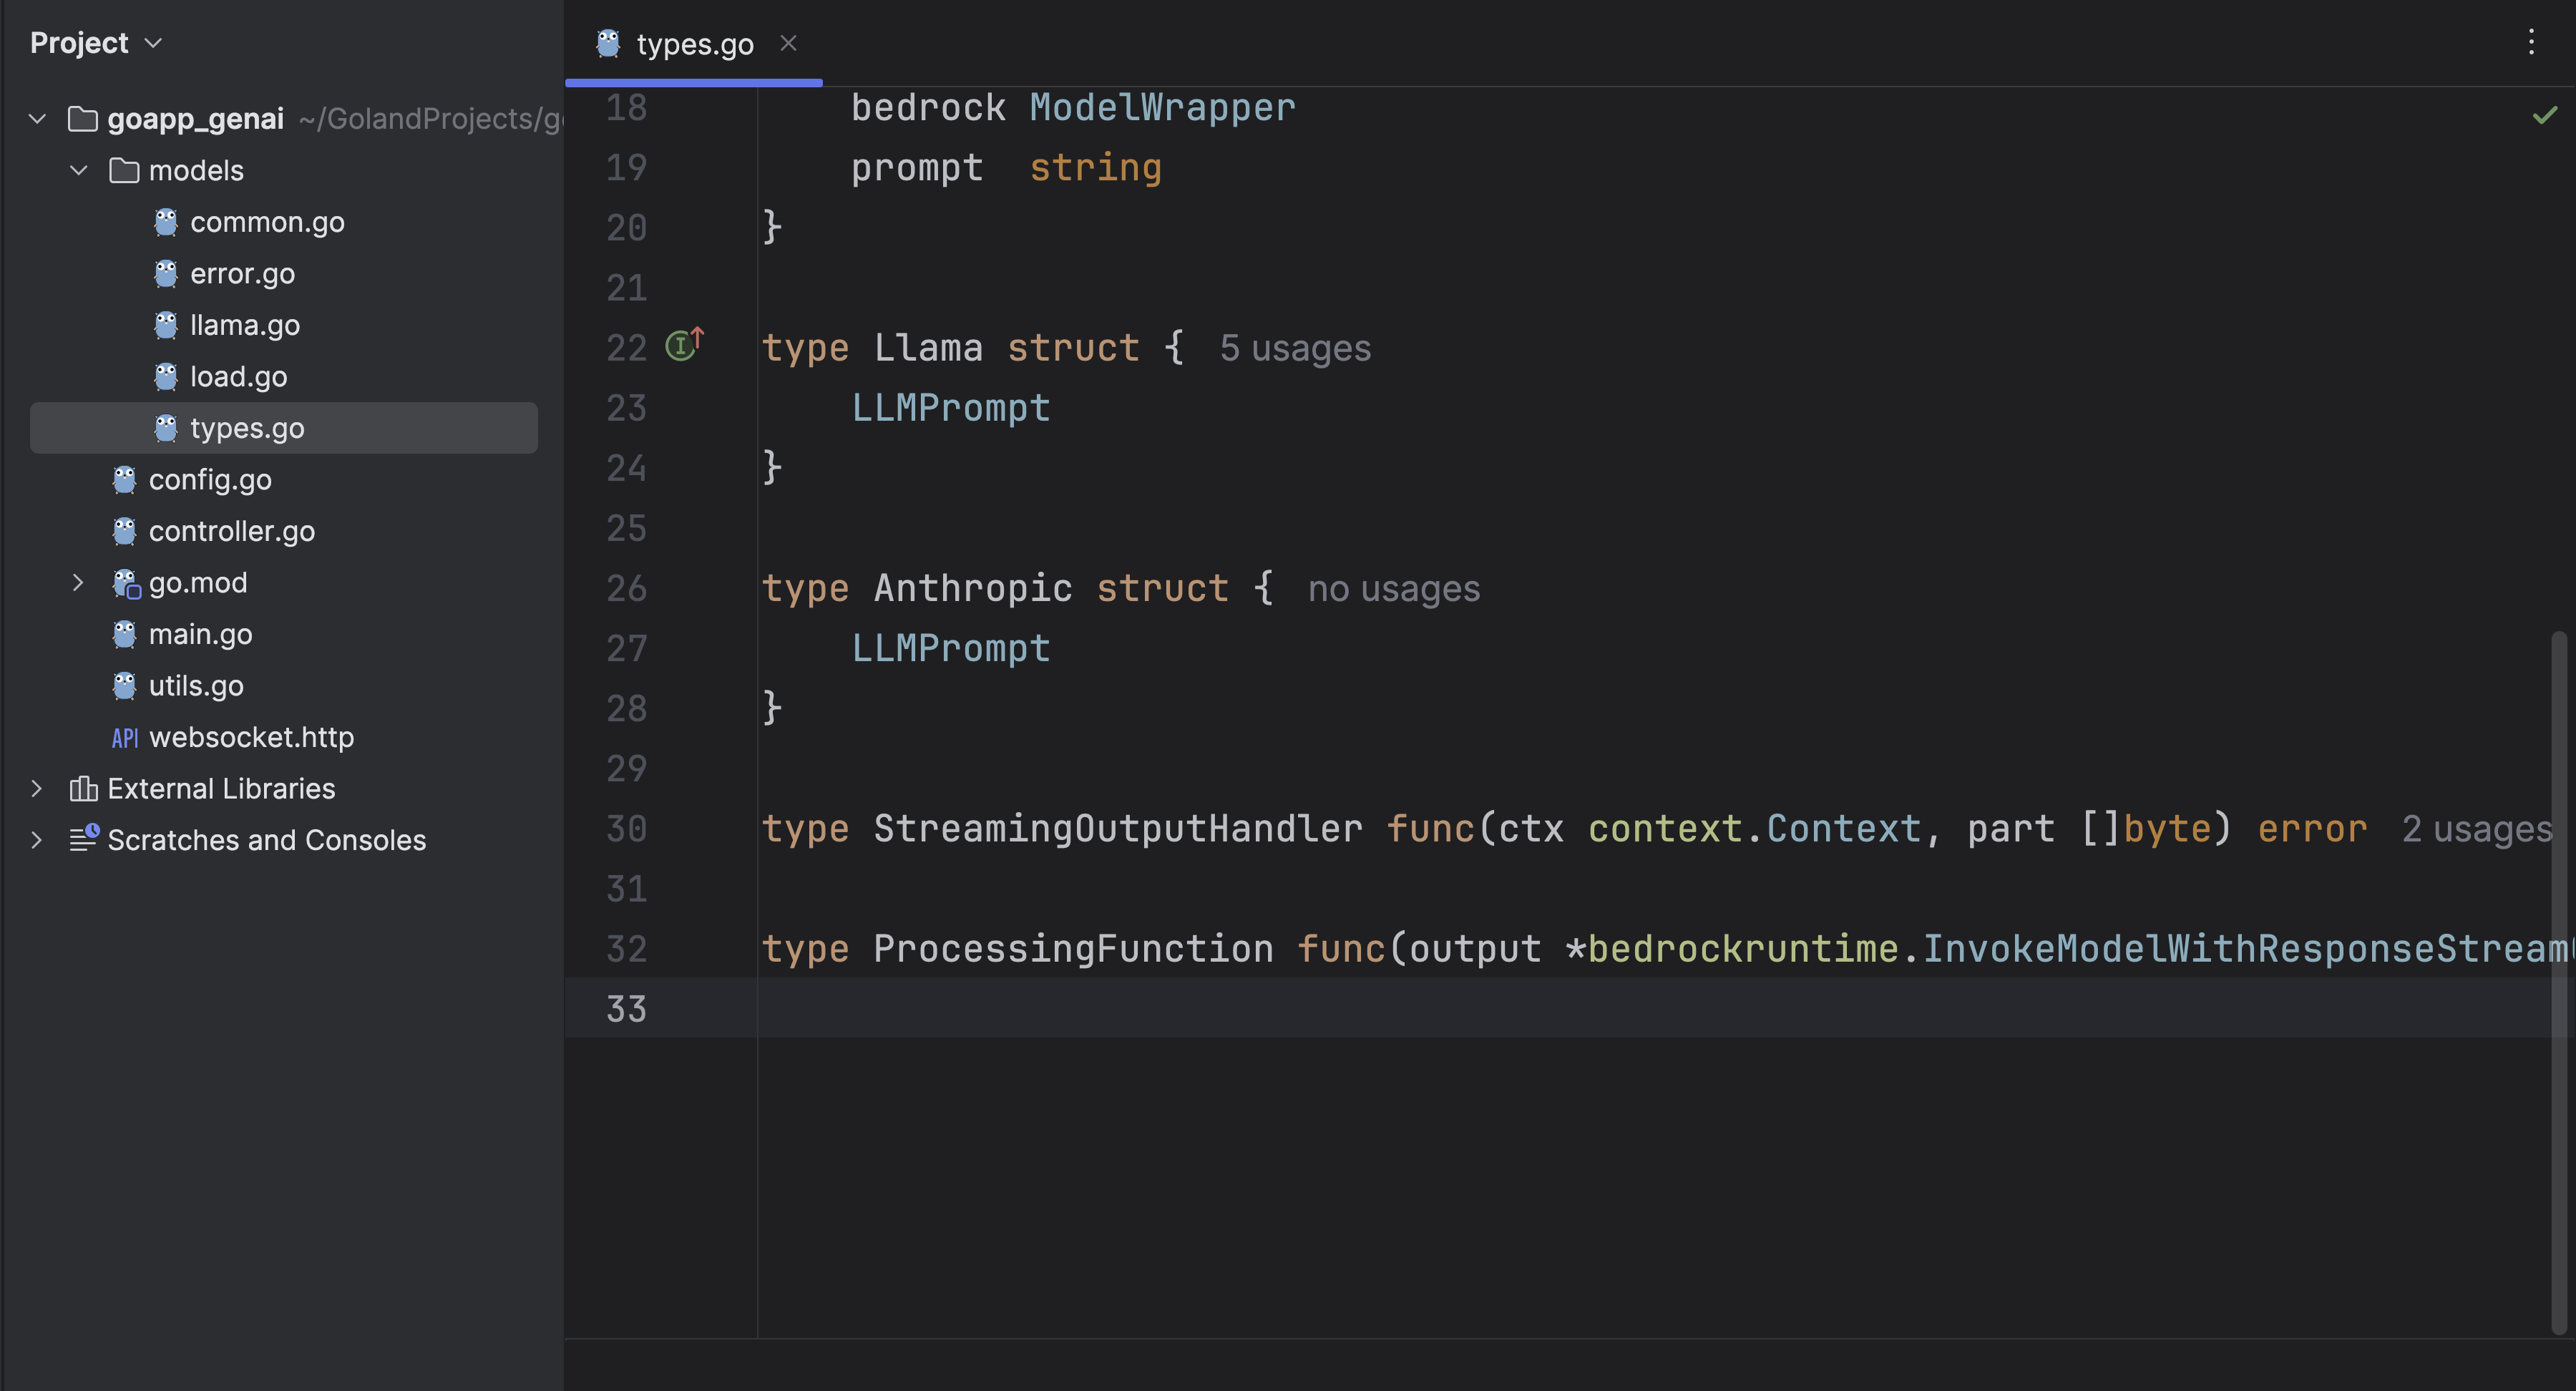 Project
goapp_genai ~/GolandProjects/g
models
common.go
error.go
llama.go
load.go
types.go
config.go
controller.go
go.mod
main.go
utils.go
API websocket.http
External Libraries
Scratches and Consoles
types.go
18 bedrock ModelWrapper
19 prompt string
20 }
21
22 type Llama struct { 5 usages
23 LLMPrompt
24 }
25
26 type Anthropic struct { no usages
27 LLMPrompt
28 }
29
30 type StreamingOutputHandler func(ctx context.Context, part []byte) error 2 usages
31
32 type ProcessingFunction func(output *bedrockruntime.InvokeModelWithResponseStream
33